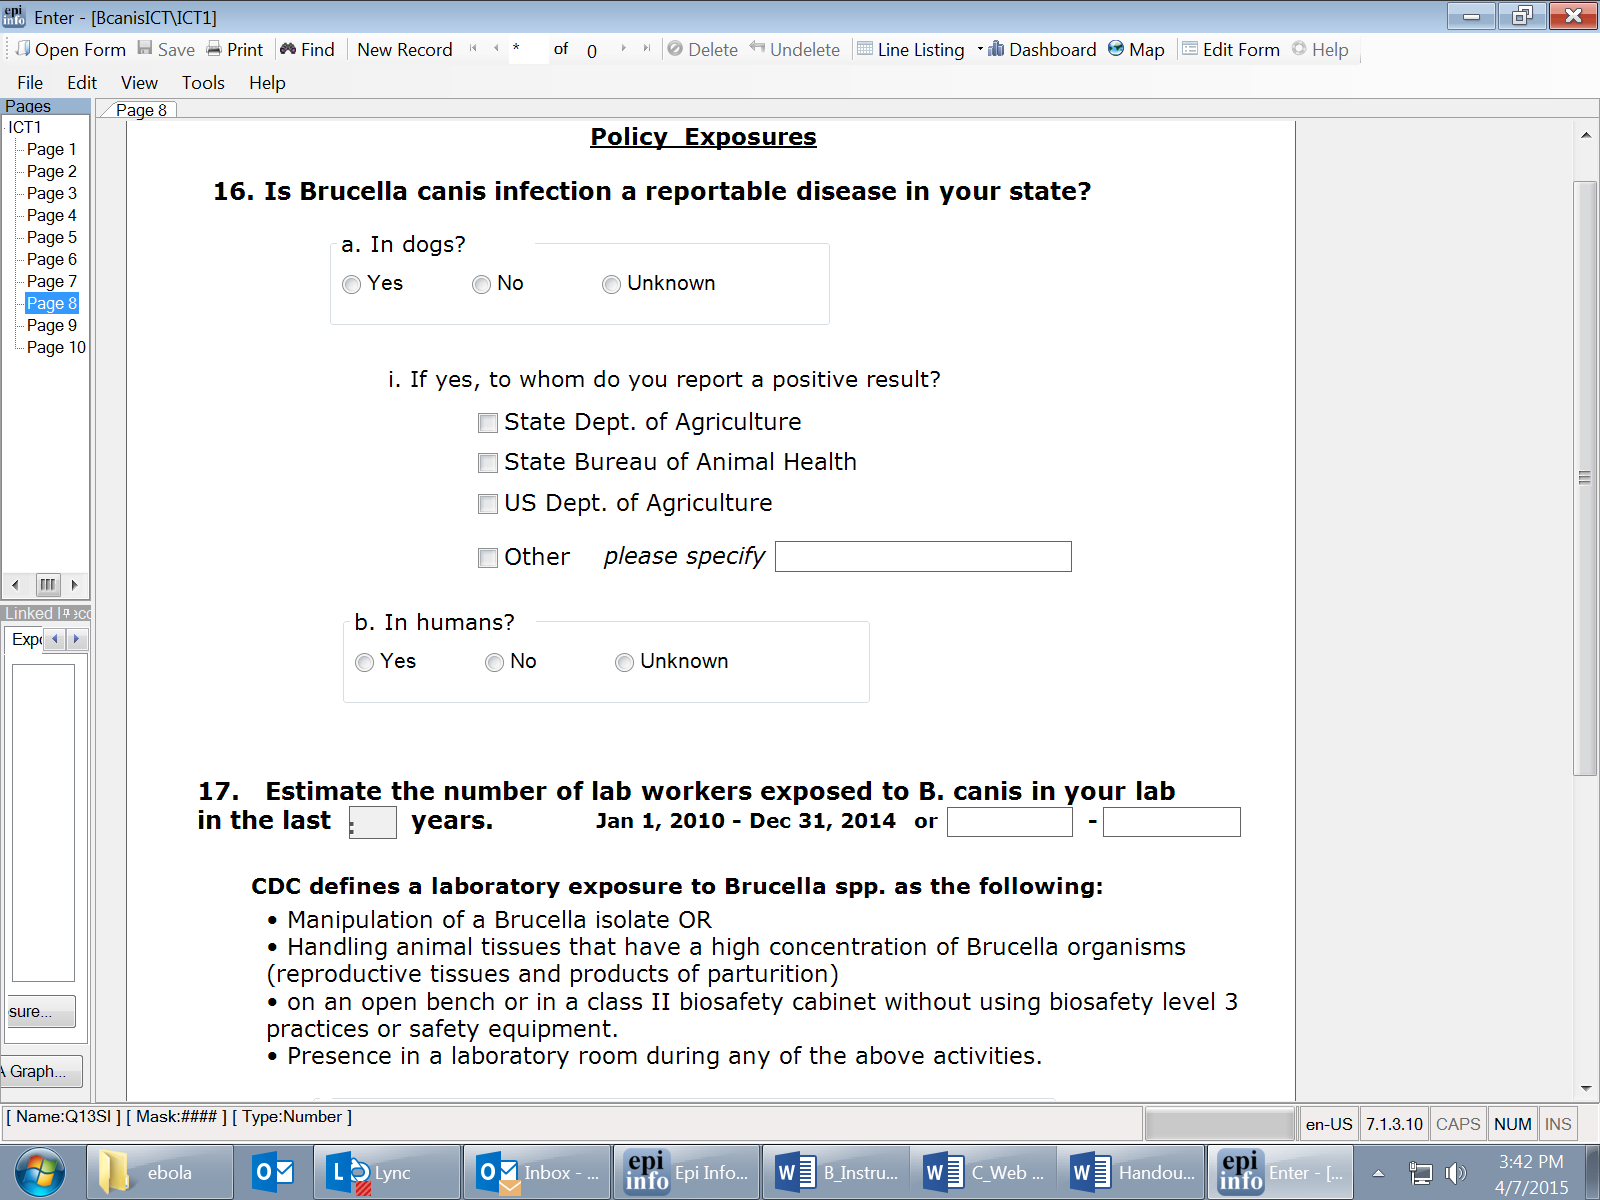 epi info Enter - [BcanisICT\ICT1]
Open Form Save Print Find New Record * of 0 Delete Undelete Line Listing Dashboard Map Edit Form Help
File Edit View Tools Help
Pages
Page 8
ICT1
Page 1
Page 2
Page 3
Page 4
Page 5
Page 6
Page 7
Page 8
Page 9
Page 10
Policy Exposures
16. Is Brucella canis infection a reportable disease in your state?
a. In dogs?
Yes No Unknown
i. If yes, to whom do you report a positive result?
State Dept. of Agriculture
State Bureau of Animal Health
US Dept. of Agriculture
Other please specify
b. In humans?
Yes No Unknown
17. Estimate the number of lab workers exposed to B. canis in your lab
in the last years. Jan 1, 2010 - Dec 31, 2014 or -
CDC defines a laboratory exposure to Brucella spp. as the following:
• Manipulation of a Brucella isolate OR
• Handling animal tissues that have a high concentration of Brucella organisms
(reproductive tissues and products of parturition)
• on an open bench or in a class II biosafety cabinet without using biosafety level 3
practices or safety equipment.
• Presence in a laboratory room during any of the above activities.
Linked
Expo
sure...
A Graph...
[ Name:Q13SI ] [ Mask:#### ] [ Type:Number ]
en-US 7.1.3.10 CAPS NUM INS
ebola Lync Inbox - ... epi info Epi Info... B_Instru... C_Web ... Handou... epi info Enter - [...
3:42 PM
4/7/2015